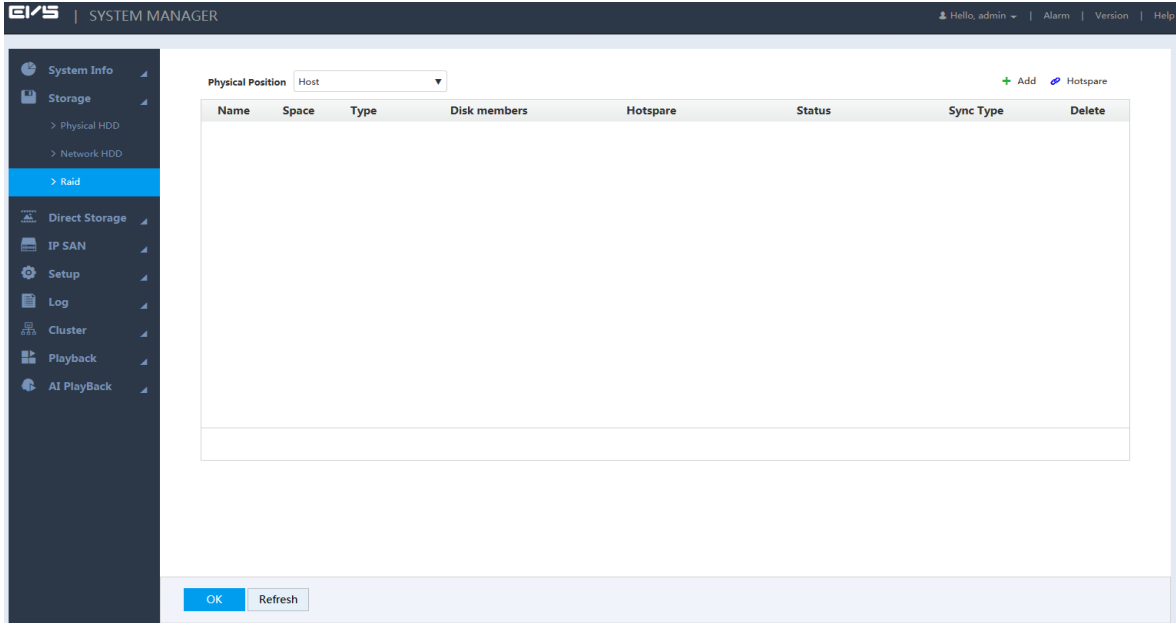 EVS | SYSTEM MANAGER
Hello, admin | Alarm | Version | Help
System Info
Storage
> Physical HDD
> Network HDD
> Raid
Direct Storage
IP SAN
Setup
Log
Cluster
Playback
AI PlayBack
Physical Position Host
+ Add Hotspare
Name Space Type Disk members Hotspare Status Sync Type Delete
OK Refresh